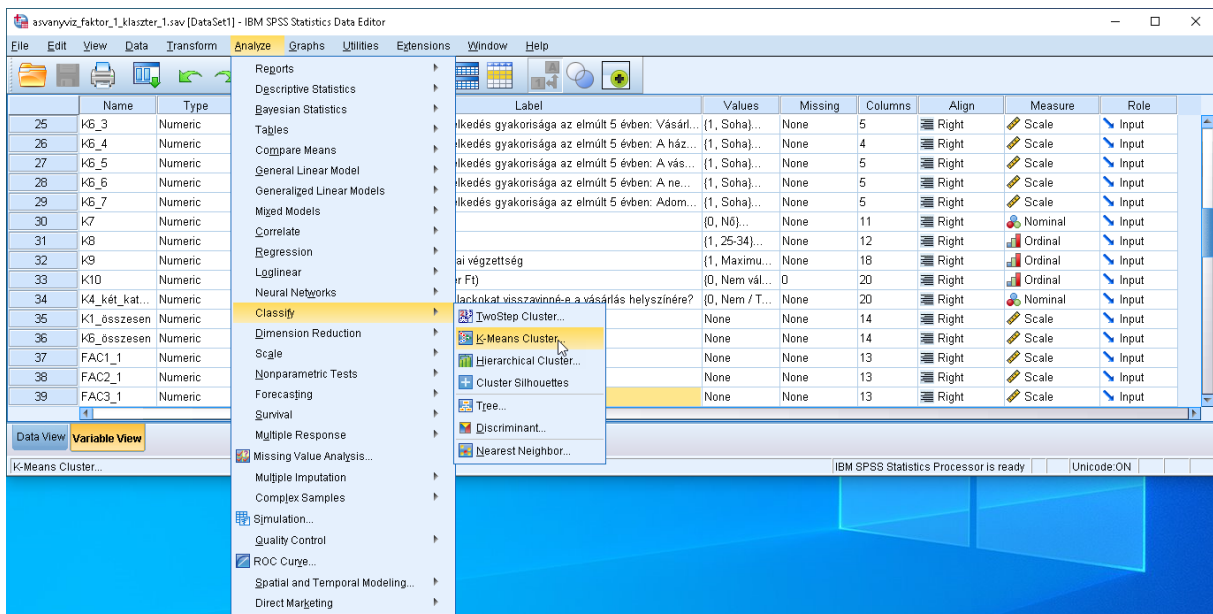 asvanyviz_faktor_1_klaszter_1.sav [DataSet1] - IBM SPSS Statistics Data Editor
File Edit View Data Transform Analyze Graphs Utilities Extensions Window Help
Name Type Label Values Missing Columns Align Measure Role
25 K6_3 Numeric elkedés gyakorisága az elmúlt 5 évben: Vásárl... {1, Soha}... None 5 Right Scale Input
26 K6_4 Numeric lkedés gyakorisága az elmúlt 5 évben: A ház... {1, Soha}... None 4 Right Scale Input
27 K6_5 Numeric lkedés gyakorisága az elmúlt 5 évben: A vás... {1, Soha}... None 5 Right Scale Input
28 K6_6 Numeric lkedés gyakorisága az elmúlt 5 évben: A ne... {1, Soha}... None 5 Right Scale Input
29 K6_7 Numeric lkedés gyakorisága az elmúlt 5 évben: Adom... {1, Soha}... None 5 Right Scale Input
30 K7 Numeric {0, Nő}... None 11 Right Nominal Input
31 K8 Numeric {1, 25-34}... None 12 Right Ordinal Input
32 K9 Numeric ai végzettség {1, Maximu... None 18 Right Ordinal Input
33 K10 Numeric r Ft) {0, Nem vál... 0 20 Right Ordinal Input
34 K4_két_kat... Numeric lackokat visszavinné-e a vásárlás helyszínére? {0, Nem / T... None 20 Right Nominal Input
35 K1_összesen Numeric None None 14 Right Scale Input
36 K6_összesen Numeric None None 14 Right Scale Input
37 FAC1_1 Numeric None None 13 Right Scale Input
38 FAC2_1 Numeric None None 13 Right Scale Input
39 FAC3_1 Numeric None None 13 Right Scale Input
Data View Variable View
K-Means Cluster... IBM SPSS Statistics Processor is ready Unicode:ON
Reports
Descriptive Statistics
Bayesian Statistics
Tables
Compare Means
General Linear Model
Generalized Linear Models
Mixed Models
Correlate
Regression
Loglinear
Neural Networks
Classify
Dimension Reduction
Scale
Nonparametric Tests
Forecasting
Survival
Multiple Response
Missing Value Analysis...
Multiple Imputation
Complex Samples
Simulation...
Quality Control
ROC Curve...
Spatial and Temporal Modeling...
Direct Marketing
TwoStep Cluster...
K-Means Cluster...
Hierarchical Cluster...
Cluster Silhouettes
Tree...
Discriminant...
Nearest Neighbor...